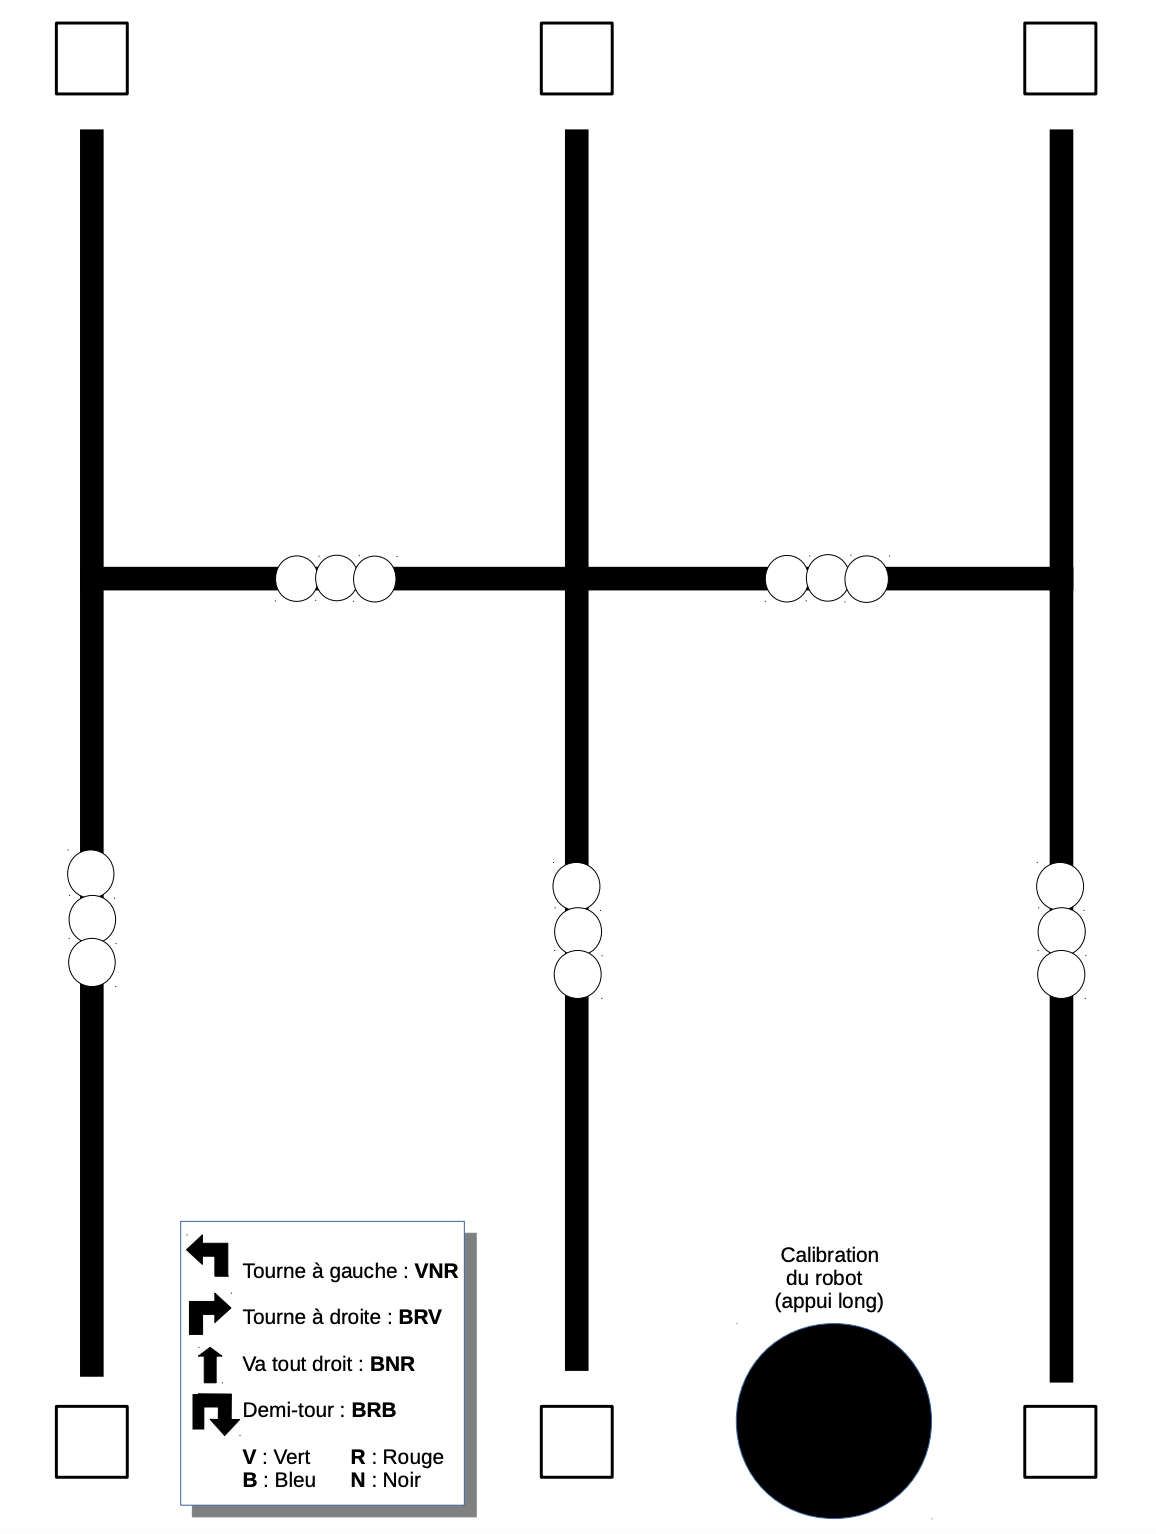 Tourne à gauche : VNR
Tourne à droite : BRV
Va tout droit : BNR
Demi-tour : BRB
V : Vert R : Rouge
B : Bleu N : Noir
Calibration
du robot
(appui long)